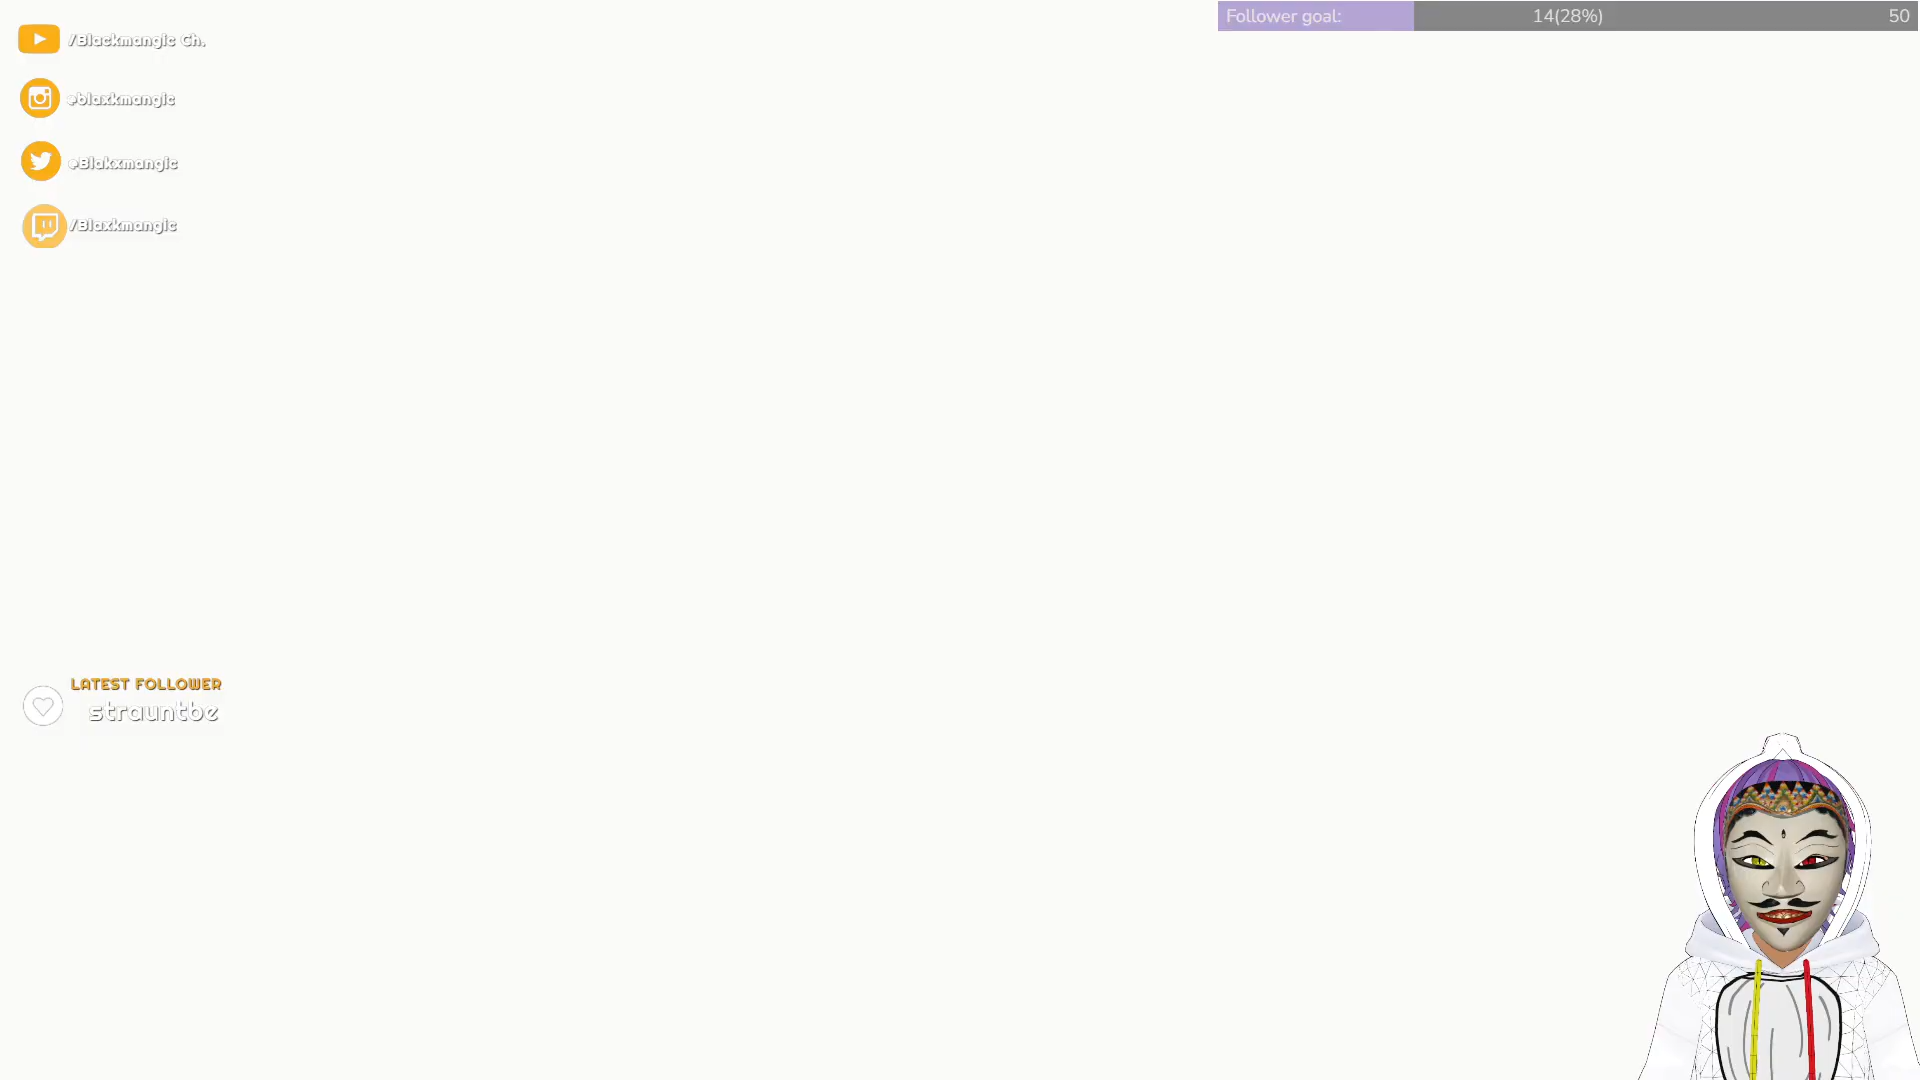 Follower goal: 14(28%) 50
/Blackmangic Ch.
@blaxkmangic
@Blakxmangic
/Blaxkmangic
LATEST FOLLOWER
strauntbe